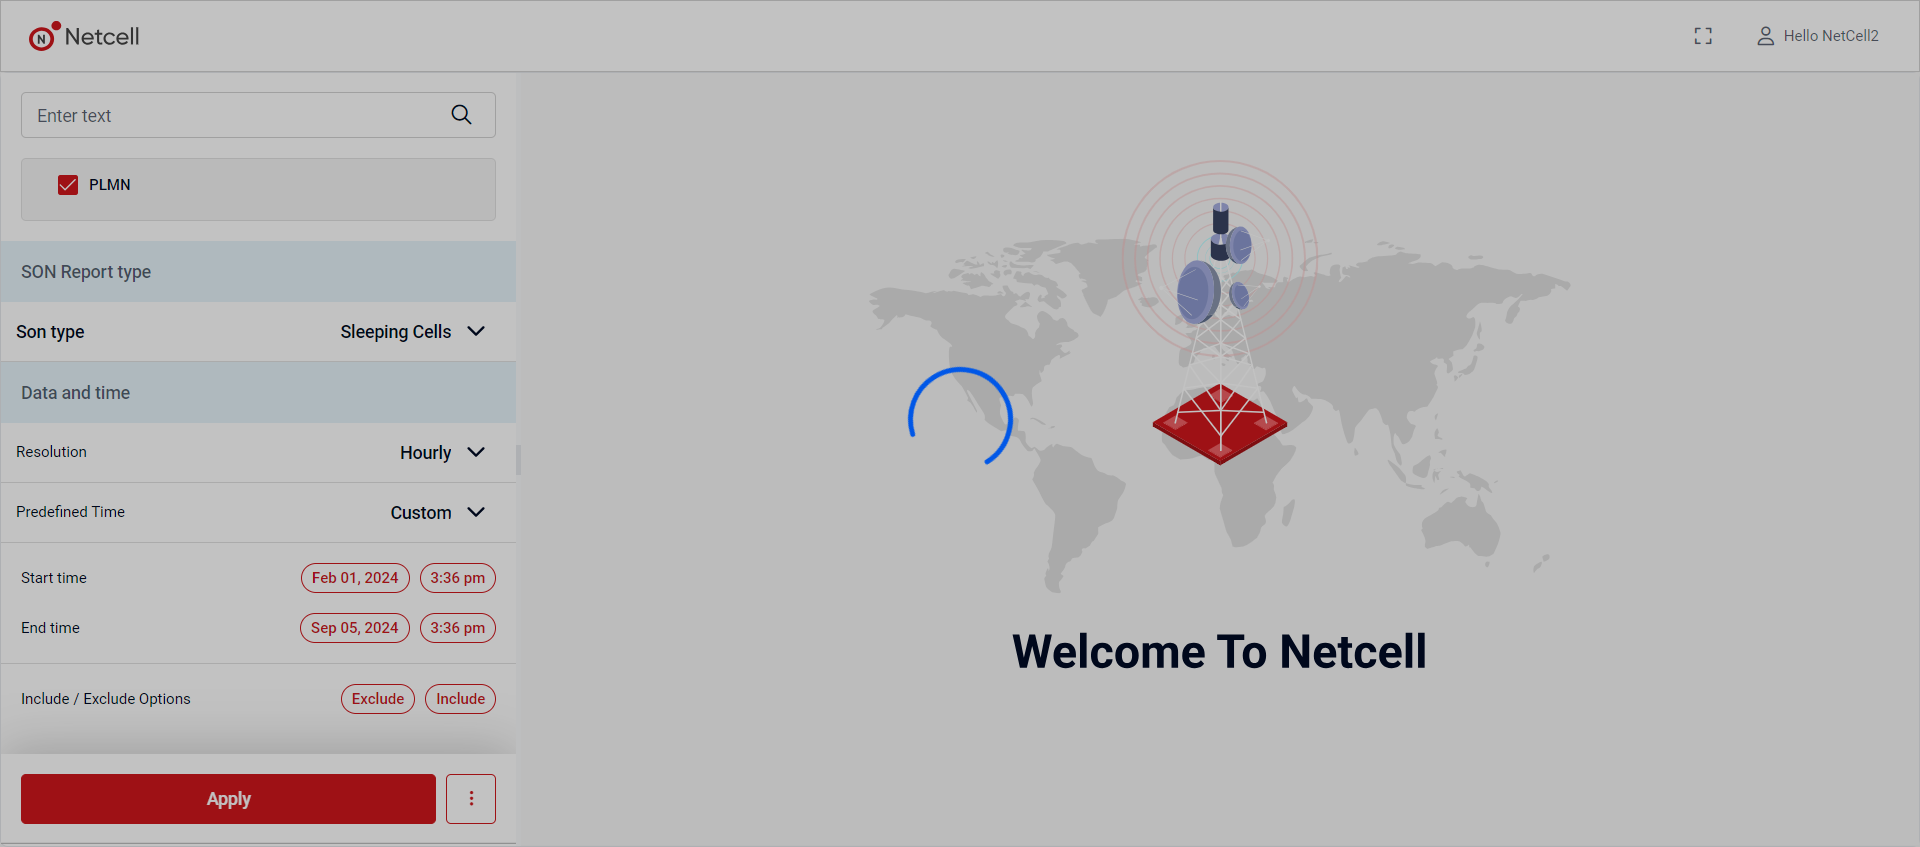 N Netcell
Hello NetCell2
Enter text
PLMN
SON Report type
Son type Sleeping Cells
Data and time
Resolution Hourly
Predefined Time Custom
Start time Feb 01, 2024 3:36 pm
End time Sep 05, 2024 3:36 pm
Include / Exclude Options Exclude Include
Apply
Welcome To Netcell